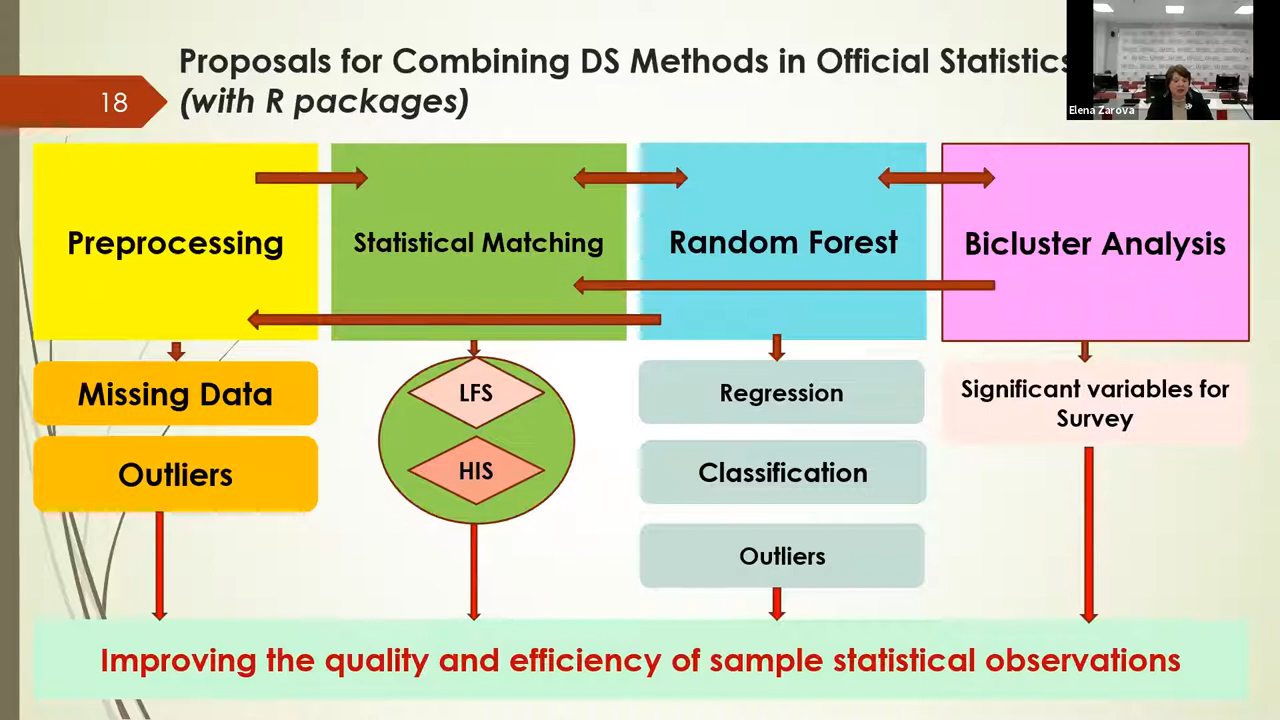 Proposals for Combining DS Methods in Official Statistics
(with R packages)
18
Elena Zarova
Preprocessing
Statistical Matching
Random Forest
Bicluster Analysis
Missing Data
Outliers
LFS
HIS
Regression
Classification
Outliers
Significant variables for
Survey
Improving the quality and efficiency of sample statistical observations